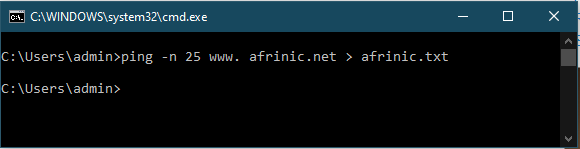 C:\WINDOWS\system32\cmd.exe
C:\Users\admin>ping -n 25 www. afrinic.net > afrinic.txt
C:\Users\admin>